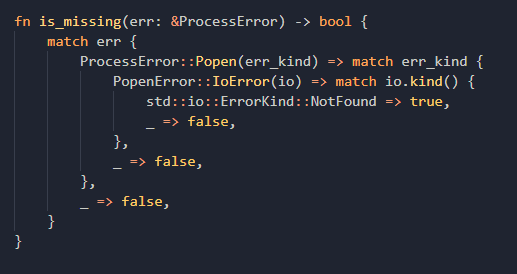 fn is_missing(err: &ProcessError) -> bool {
    match err {
        ProcessError::Popen(err_kind) => match err_kind {
            PopenError::IoError(io) => match io.kind() {
                std::io::ErrorKind::NotFound => true,
                _ => false,
            },
            _ => false,
        },
        _ => false,
    }
}